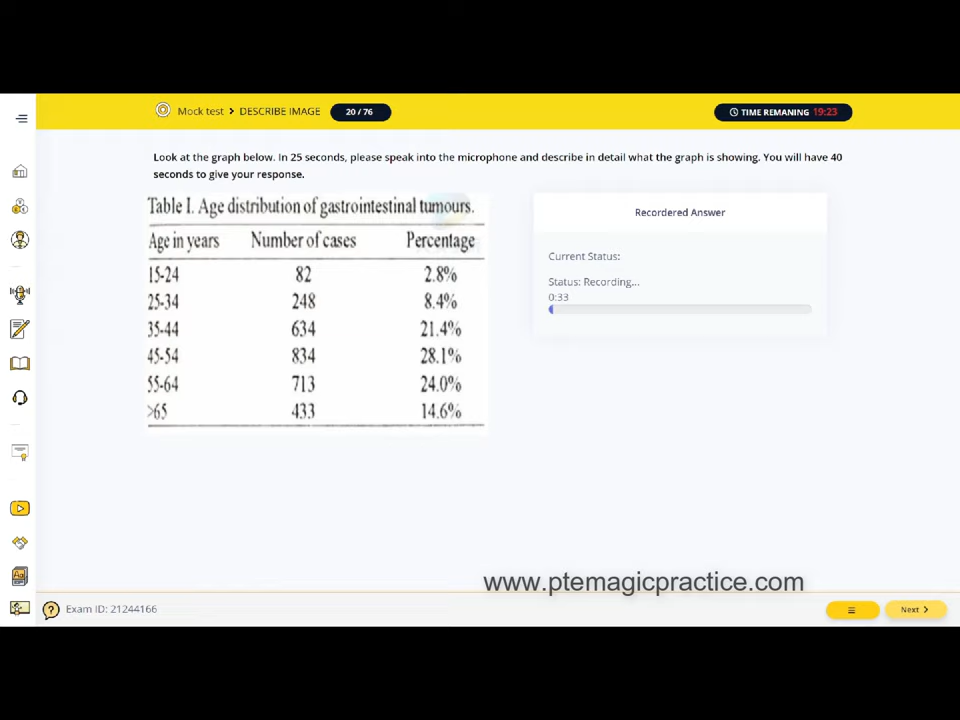 Mock test > DESCRIBE IMAGE 20 / 76 TIME REMANING 19:23
Look at the graph below. In 25 seconds, please speak into the microphone and describe in detail what the graph is showing. You will have 40
seconds to give your response.
Table I. Age distribution of gastrointestinal tumours.
Age in years Number of cases Percentage
15-24 82 2.8%
25-34 248 8.4%
35-44 634 21.4%
45-54 834 28.1%
55-64 713 24.0%
>65 433 14.6%
Recordered Answer
Current Status:
Status: Recording...
0:33
www.ptemagicpractice.com
Exam ID: 21244166
Next >